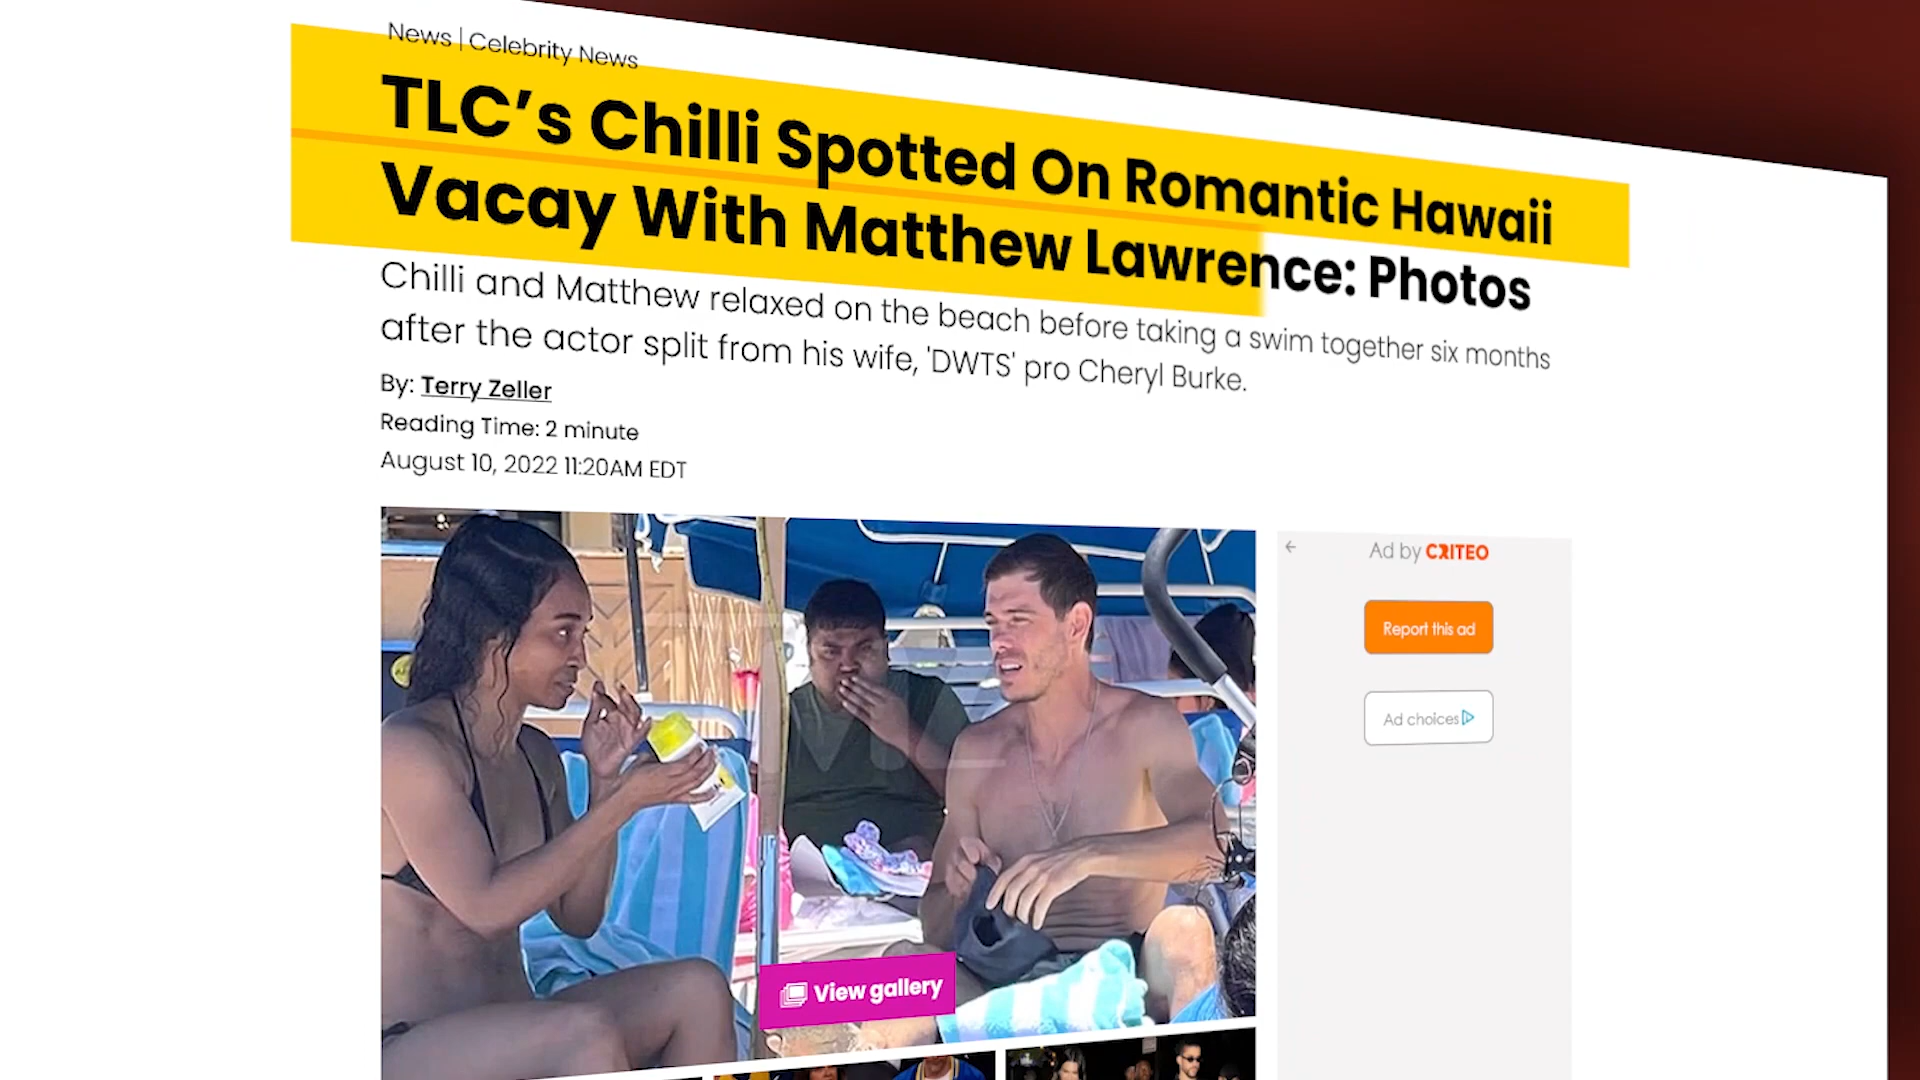 News | Celebrity News
TLC’s Chilli Spotted On Romantic Hawaii
Vacay With Matthew Lawrence: Photos
Chilli and Matthew relaxed on the beach before taking a swim together six months
after the actor split from his wife, 'DWTS' pro Cheryl Burke.
By: Terry Zeller
Reading Time: 2 minute
August 10, 2022 11:20AM EDT
Ad by CRITEO
Report this ad
Ad choices
TMZ
View gallery